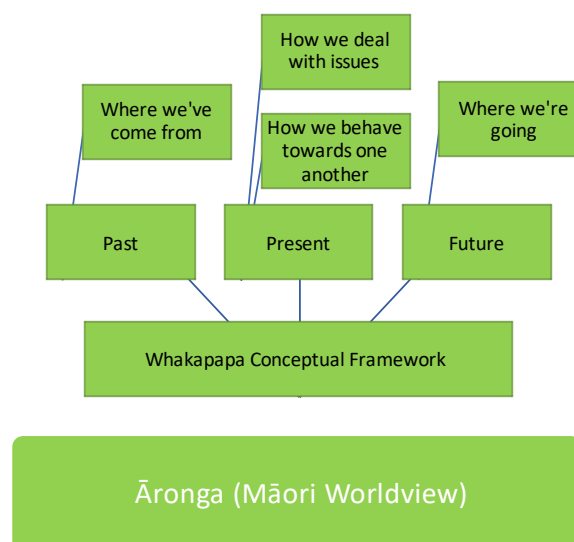 How we deal
with issues
Where we've
come from
How we behave
towards one
another
Where we're
going
Past
Present
Future
Whakapapa Conceptual Framework
Āronga (Māori Worldview)